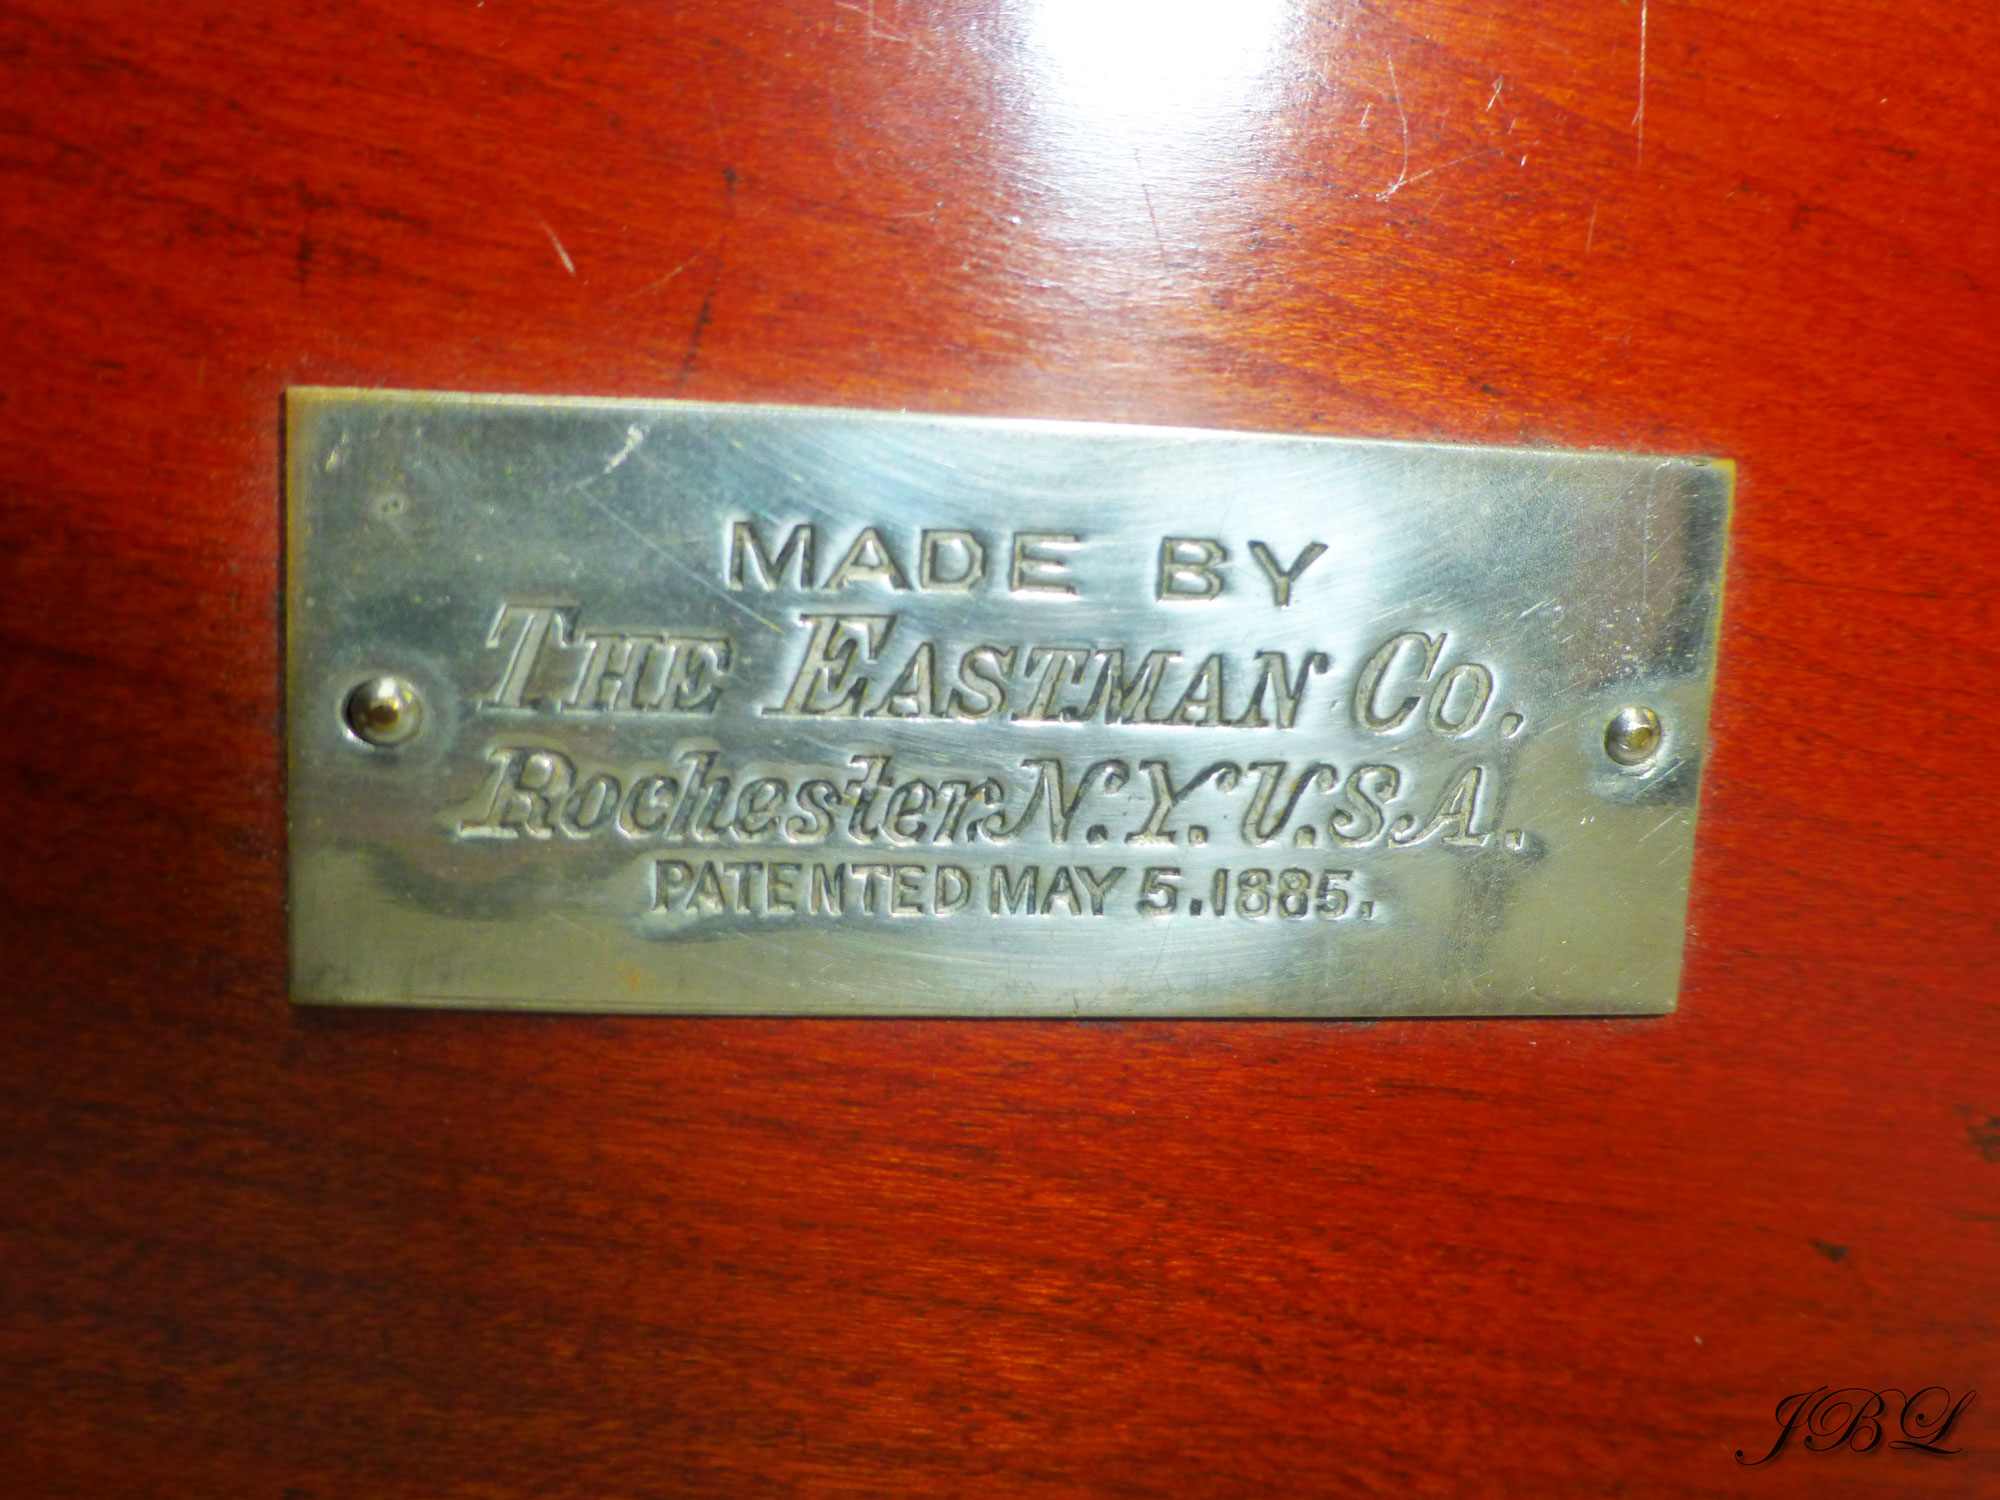 MADE BY
THE EASTMAN CO.
Rochester, N.Y. U.S.A.
PATENTED MAY 5.1885.
JBL